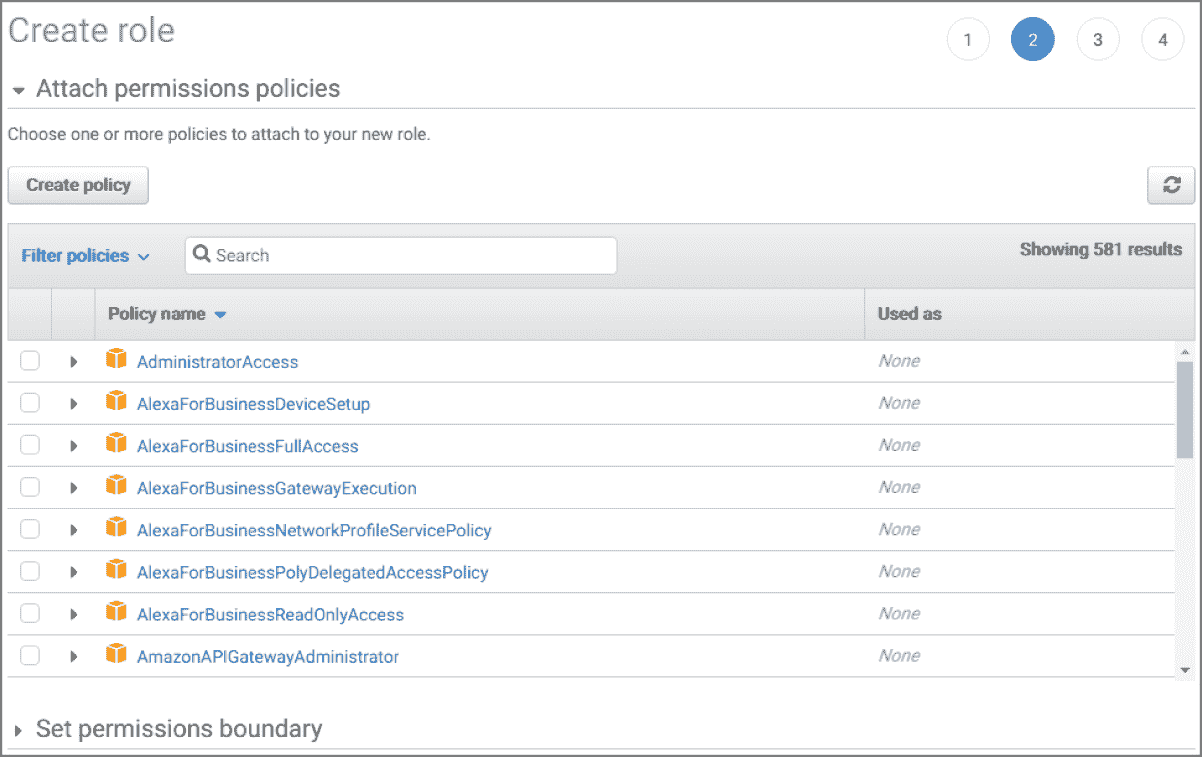 Create role
1 2 3 4
Attach permissions policies
Choose one or more policies to attach to your new role.
Create policy
Filter policies Search Showing 581 results
Policy name Used as
AdministratorAccess None
AlexaForBusinessDeviceSetup None
AlexaForBusinessFullAccess None
AlexaForBusinessGatewayExecution None
AlexaForBusinessNetworkProfileServicePolicy None
AlexaForBusinessPolyDelegatedAccessPolicy None
AlexaForBusinessReadOnlyAccess None
AmazonAPIGatewayAdministrator None
Set permissions boundary